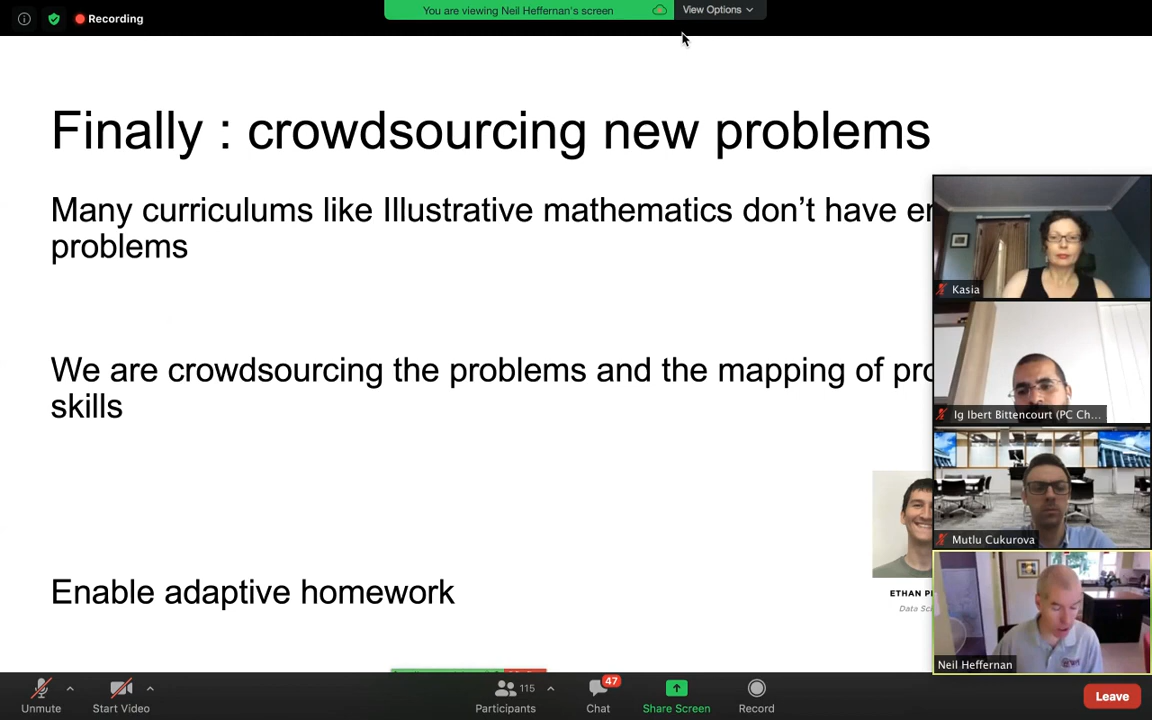 Recording
You are viewing Neil Heffernan's screen
View Options
Finally : crowdsourcing new problems
Many curriculums like Illustrative mathematics don’t have
problems
We are crowdsourcing the problems and the mapping of
skills
Enable adaptive homework
ETHAN
Data
Kasia
Ig Ibert Bittencourt (PC Ch...
Mutlu Cukurova
Neil Heffernan
Unmute
Start Video
115
Participants
47
Chat
Share Screen
Record
Leave